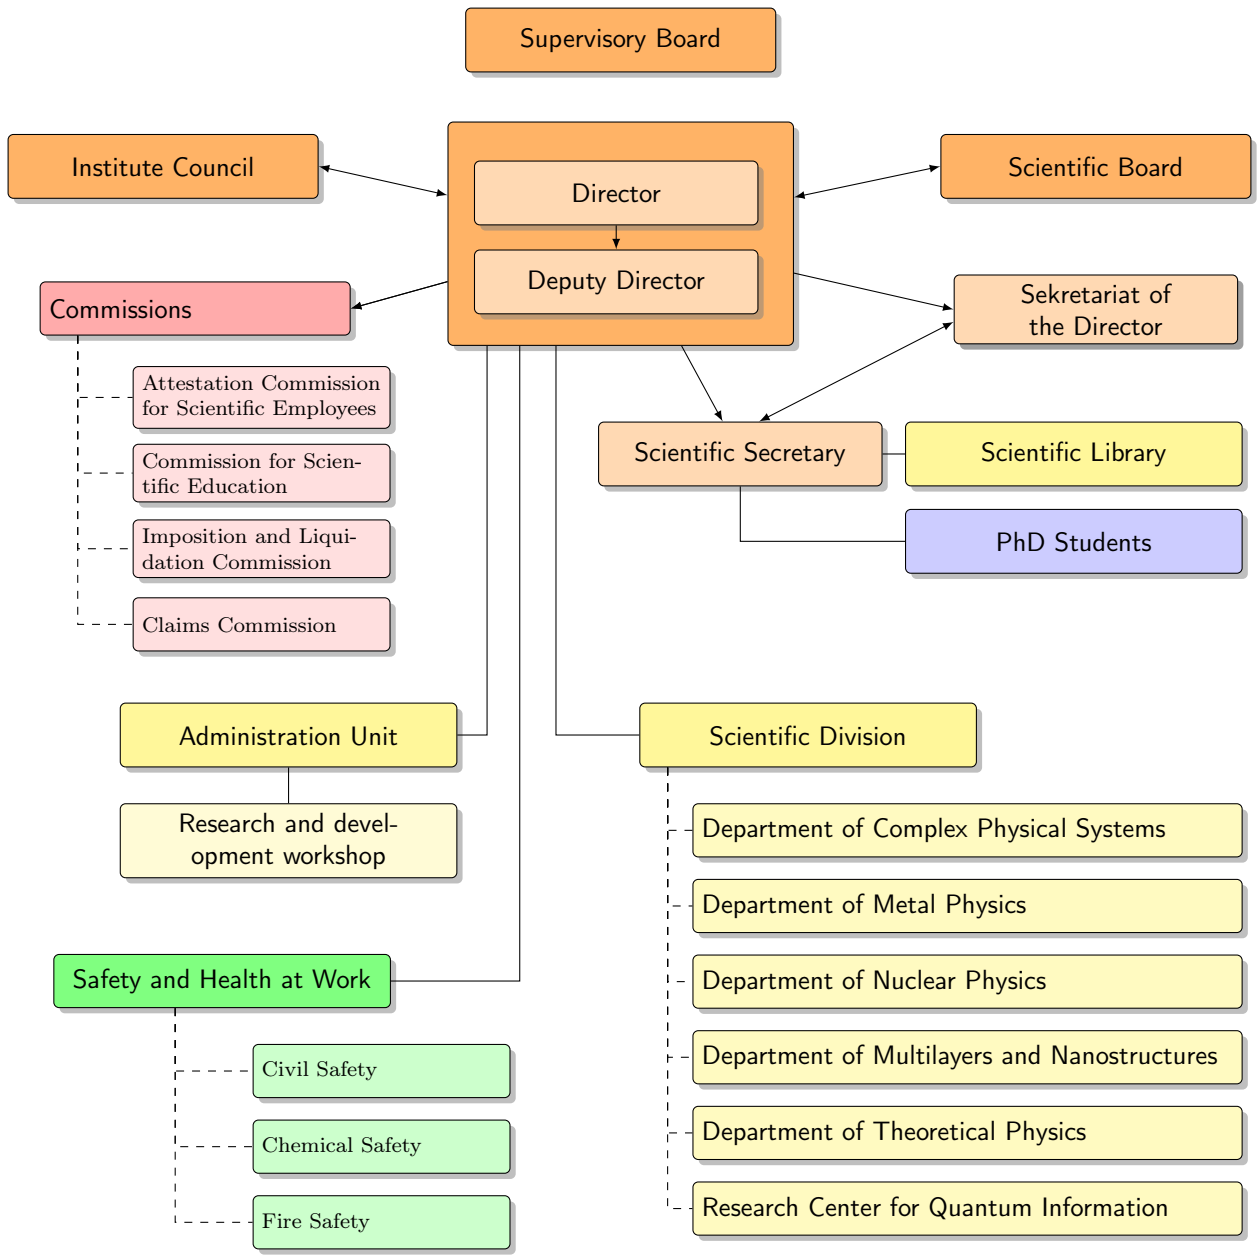 Supervisory Board
Institute Council
Director
Scientific Board
Deputy Director
Commissions
Sekretariat of
the Director
Attestation Commission
for Scientific Employees
Commission for Scien-
tific Education
Imposition and Liqui-
dation Commission
Claims Commission
Scientific Secretary
Scientific Library
PhD Students
Administration Unit
Research and devel-
opment workshop
Scientific Division
Department of Complex Physical Systems
Department of Metal Physics
Department of Nuclear Physics
Department of Multilayers and Nanostructures
Department of Theoretical Physics
Research Center for Quantum Information
Safety and Health at Work
Civil Safety
Chemical Safety
Fire Safety